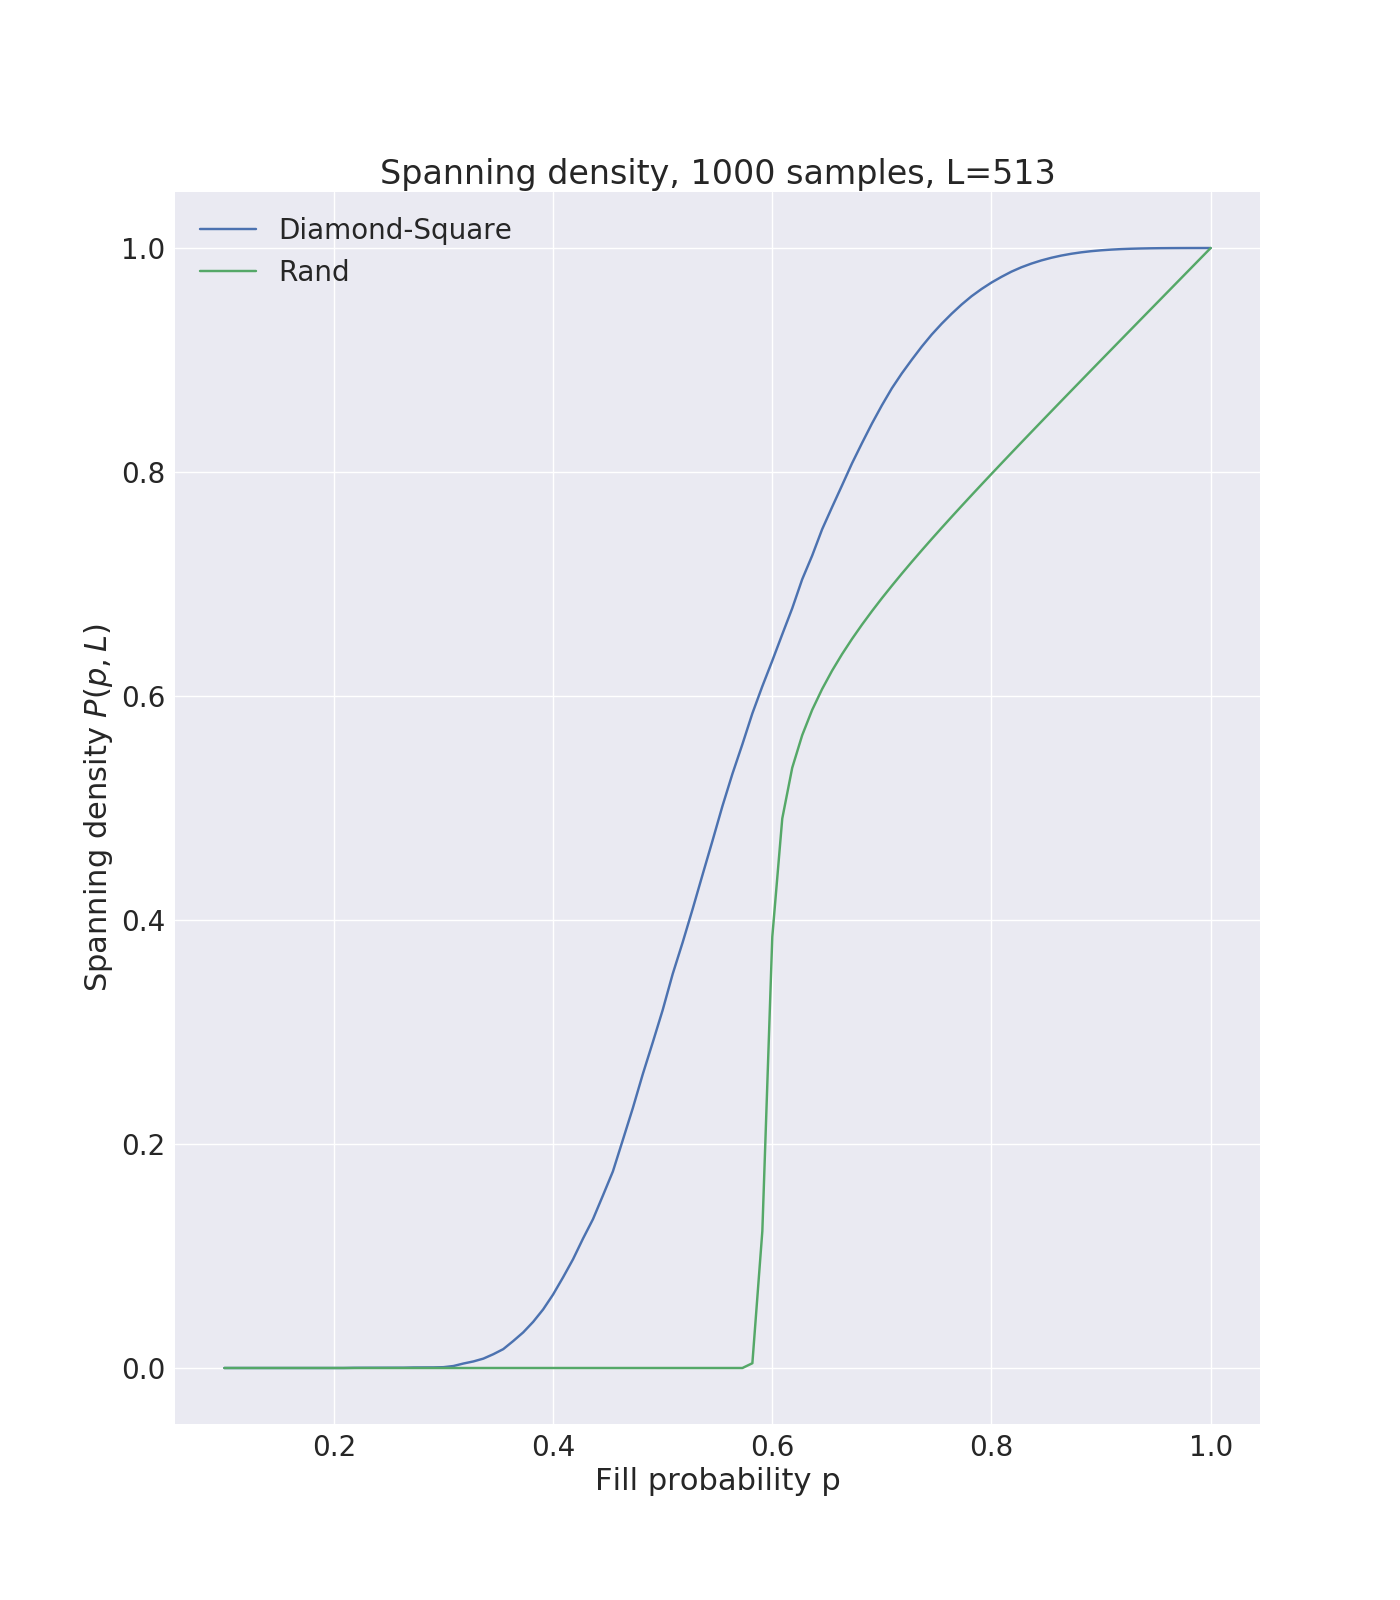 Spanning density, 1000 samples, L=513
Diamond-Square
Rand
1.0
0.8
0.6
0.4
0.2
0.0
Spanning density P(p, L)
0.2 0.4 0.6 0.8 1.0
Fill probability p